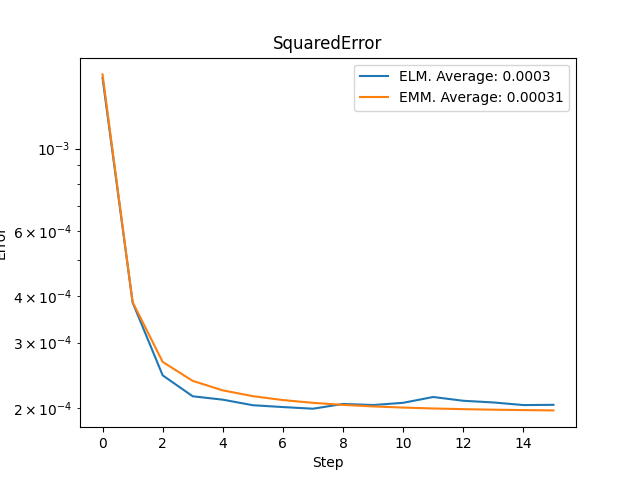 SquaredError
ELM. Average: 0.0003
EMM. Average: 0.00031
10⁻³
6 × 10⁻⁴
4 × 10⁻⁴
3 × 10⁻⁴
2 × 10⁻⁴
Error
0 2 4 6 8 10 12 14
Step